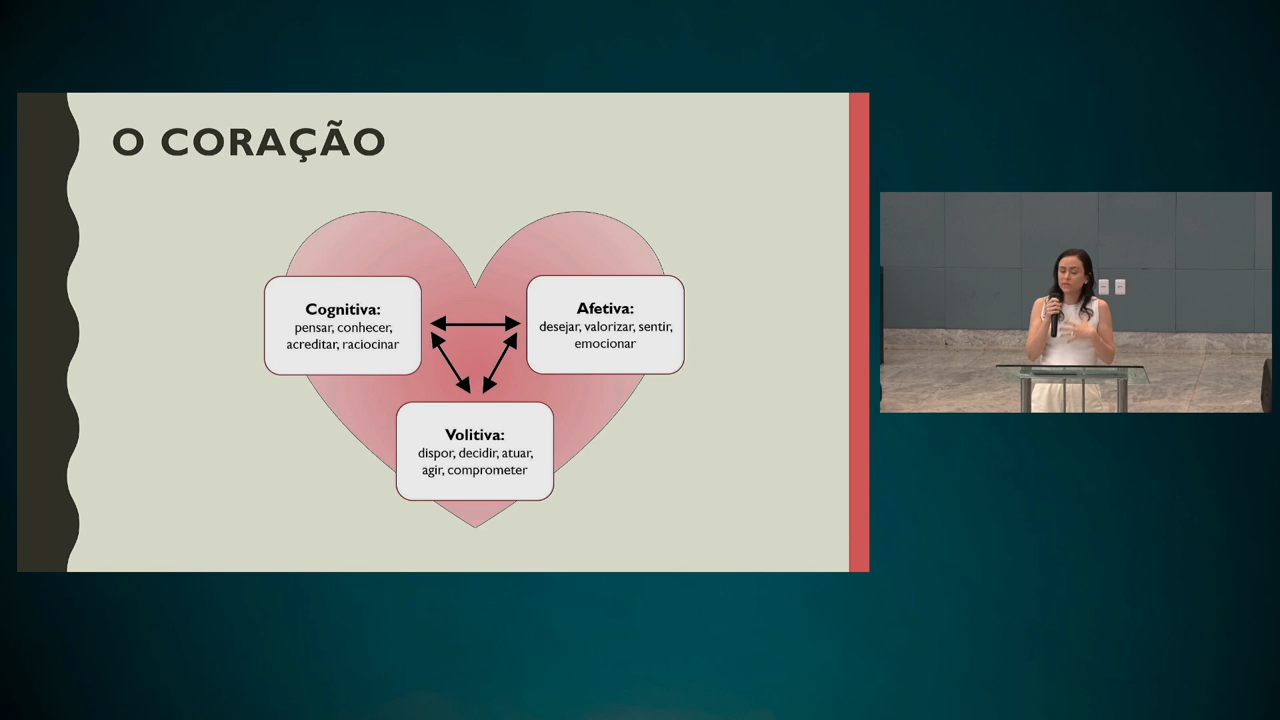 O CORAÇÃO
Cognitiva:
pensar, conhecer,
acreditar, raciocinar
Afetiva:
desejar, valorizar, sentir,
emocionar
Volitiva:
dispor, decidir, atuar,
agir, comprometer